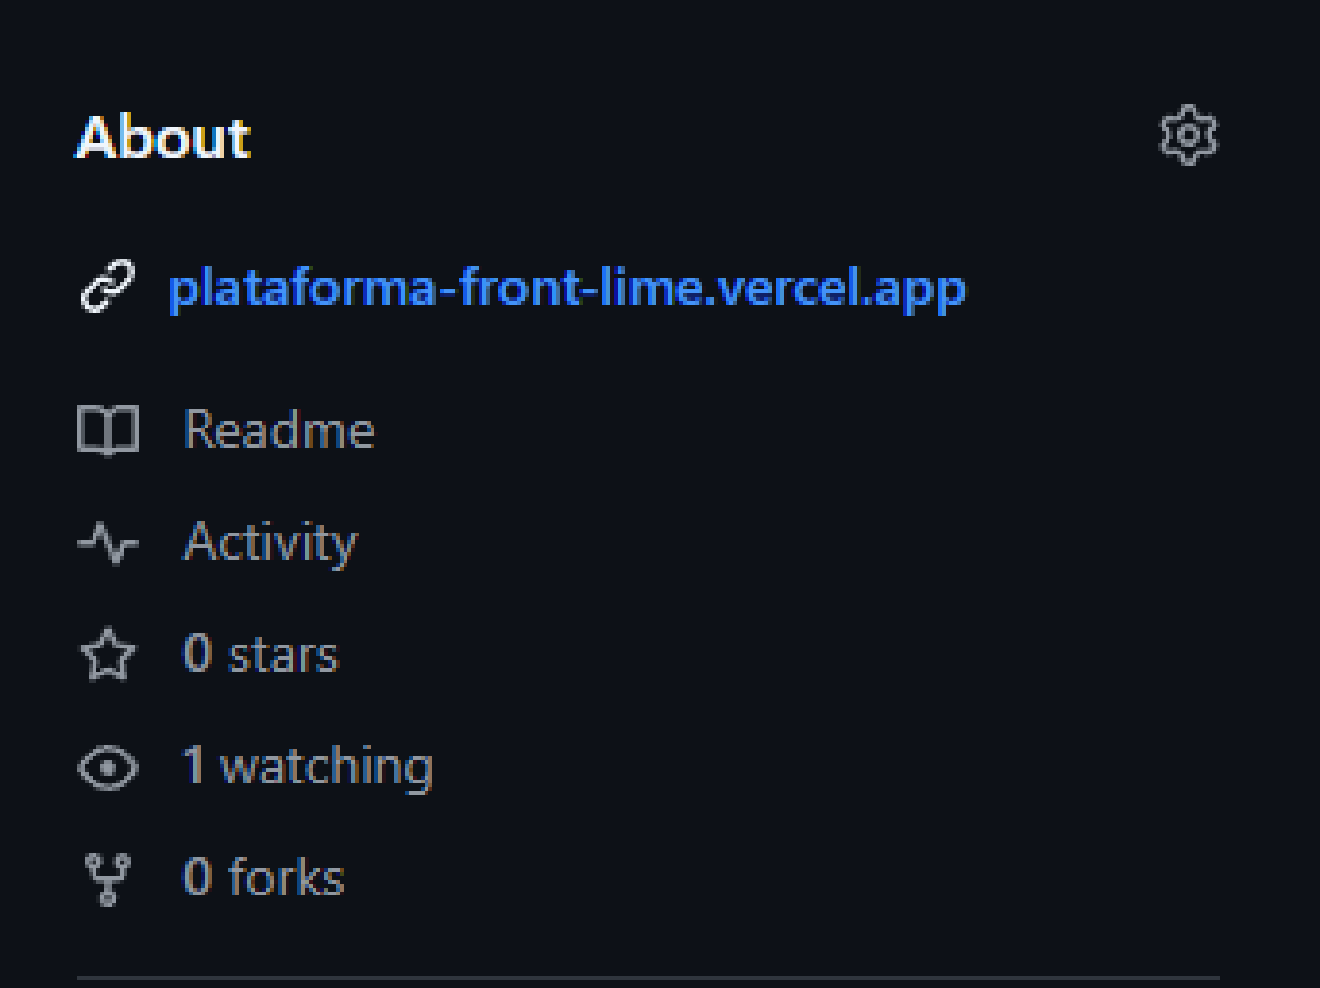 About
plataforma-front-lime.vercel.app
Readme
Activity
0 stars
1 watching
0 forks